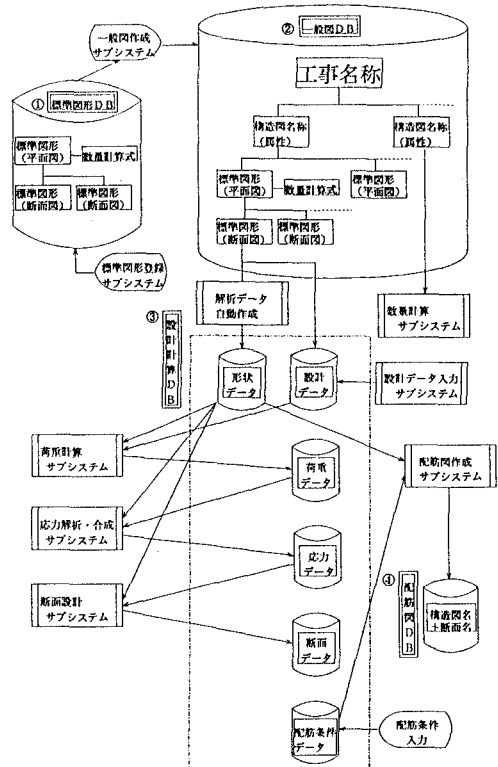 一般図作成
サブシステム
② 一般図D.B
工事名称
① 標準図形D.B
構造図名称
(属性)
構造図名称
(属性)
標準図形
(平面図)
数量計算式
標準図形
(断面図)
標準図形
(断面図)
標準図形
(平面図)
数量計算式
標準図形
(平面図)
標準図形
(断面図)
標準図形
(断面図)
標準図形登録
サブシステム
解析データ
自動作成
数量計算
サブシステム
③ 設計計算DB
形状
データ
設計
データ
設計データ入力
サブシステム
荷重計算
サブシステム
荷重
データ
配筋図作成
サブシステム
応力解析・合成
サブシステム
応力
データ
④ 配筋図DB
構造図名
+断面名
断面設計
サブシステム
断面
データ
配筋条件
データ
配筋条件
入力